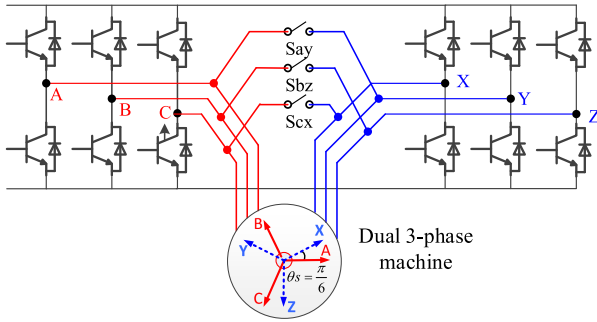 Say
Sbz
Scx
A
B
C
X
Y
Z
B
X
Y
A
θs = π/6
C
Z
Dual 3-phase
machine